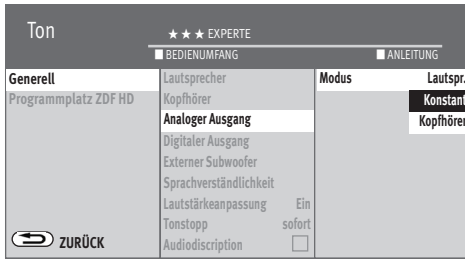 Ton
★ ★ ★ EXPERTE
BEDIENUMFANG
ANLEITUNG
Generell
Programmplatz ZDF HD
Lautsprecher
Kopfhörer
Analoger Ausgang
Digitaler Ausgang
Externer Subwoofer
Sprachverständlichkeit
Lautstärkeanpassung Ein
Tonstopp sofort
Audiodiscription
Modus Lautspr.
Konstant
Kopfhörer
ZURÜCK